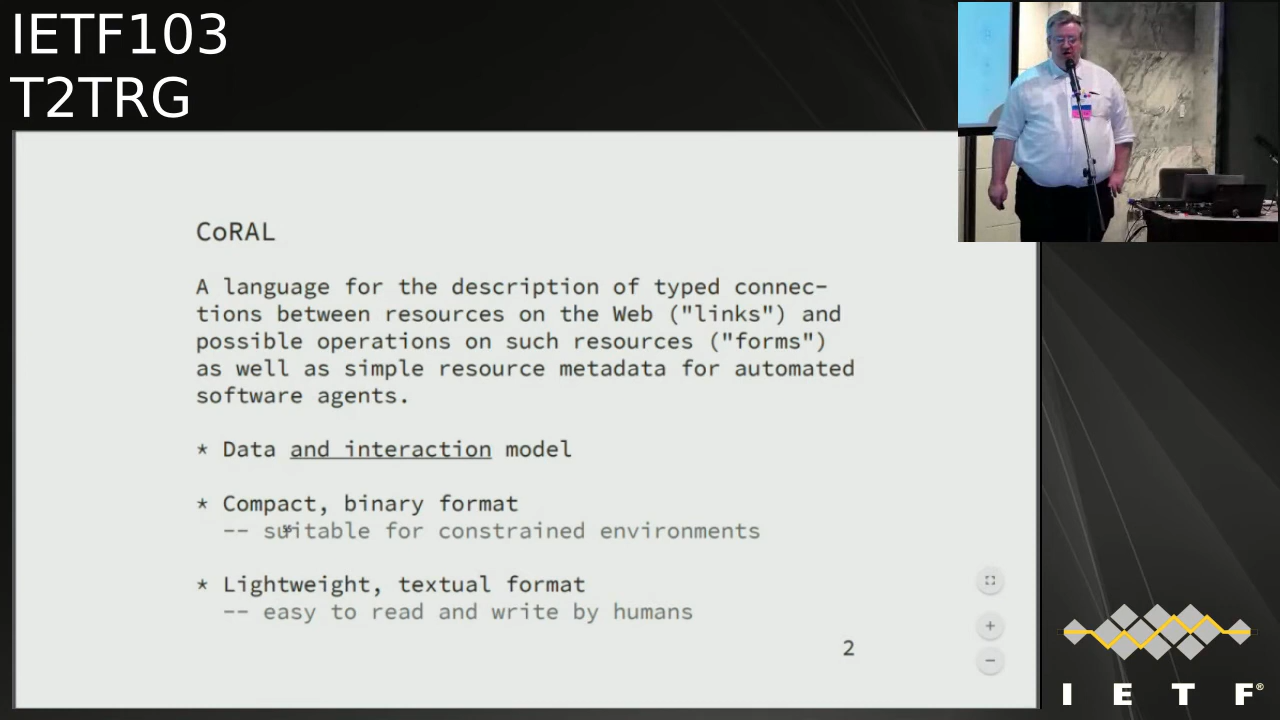 IETF103
T2TRG
CoRAL
A language for the description of typed connec-
tions between resources on the Web ("links") and
possible operations on such resources ("forms")
as well as simple resource metadata for automated
software agents.
* Data and interaction model
* Compact, binary format
-- suitable for constrained environments
* Lightweight, textual format
-- easy to read and write by humans
2
+
−
I E T F®